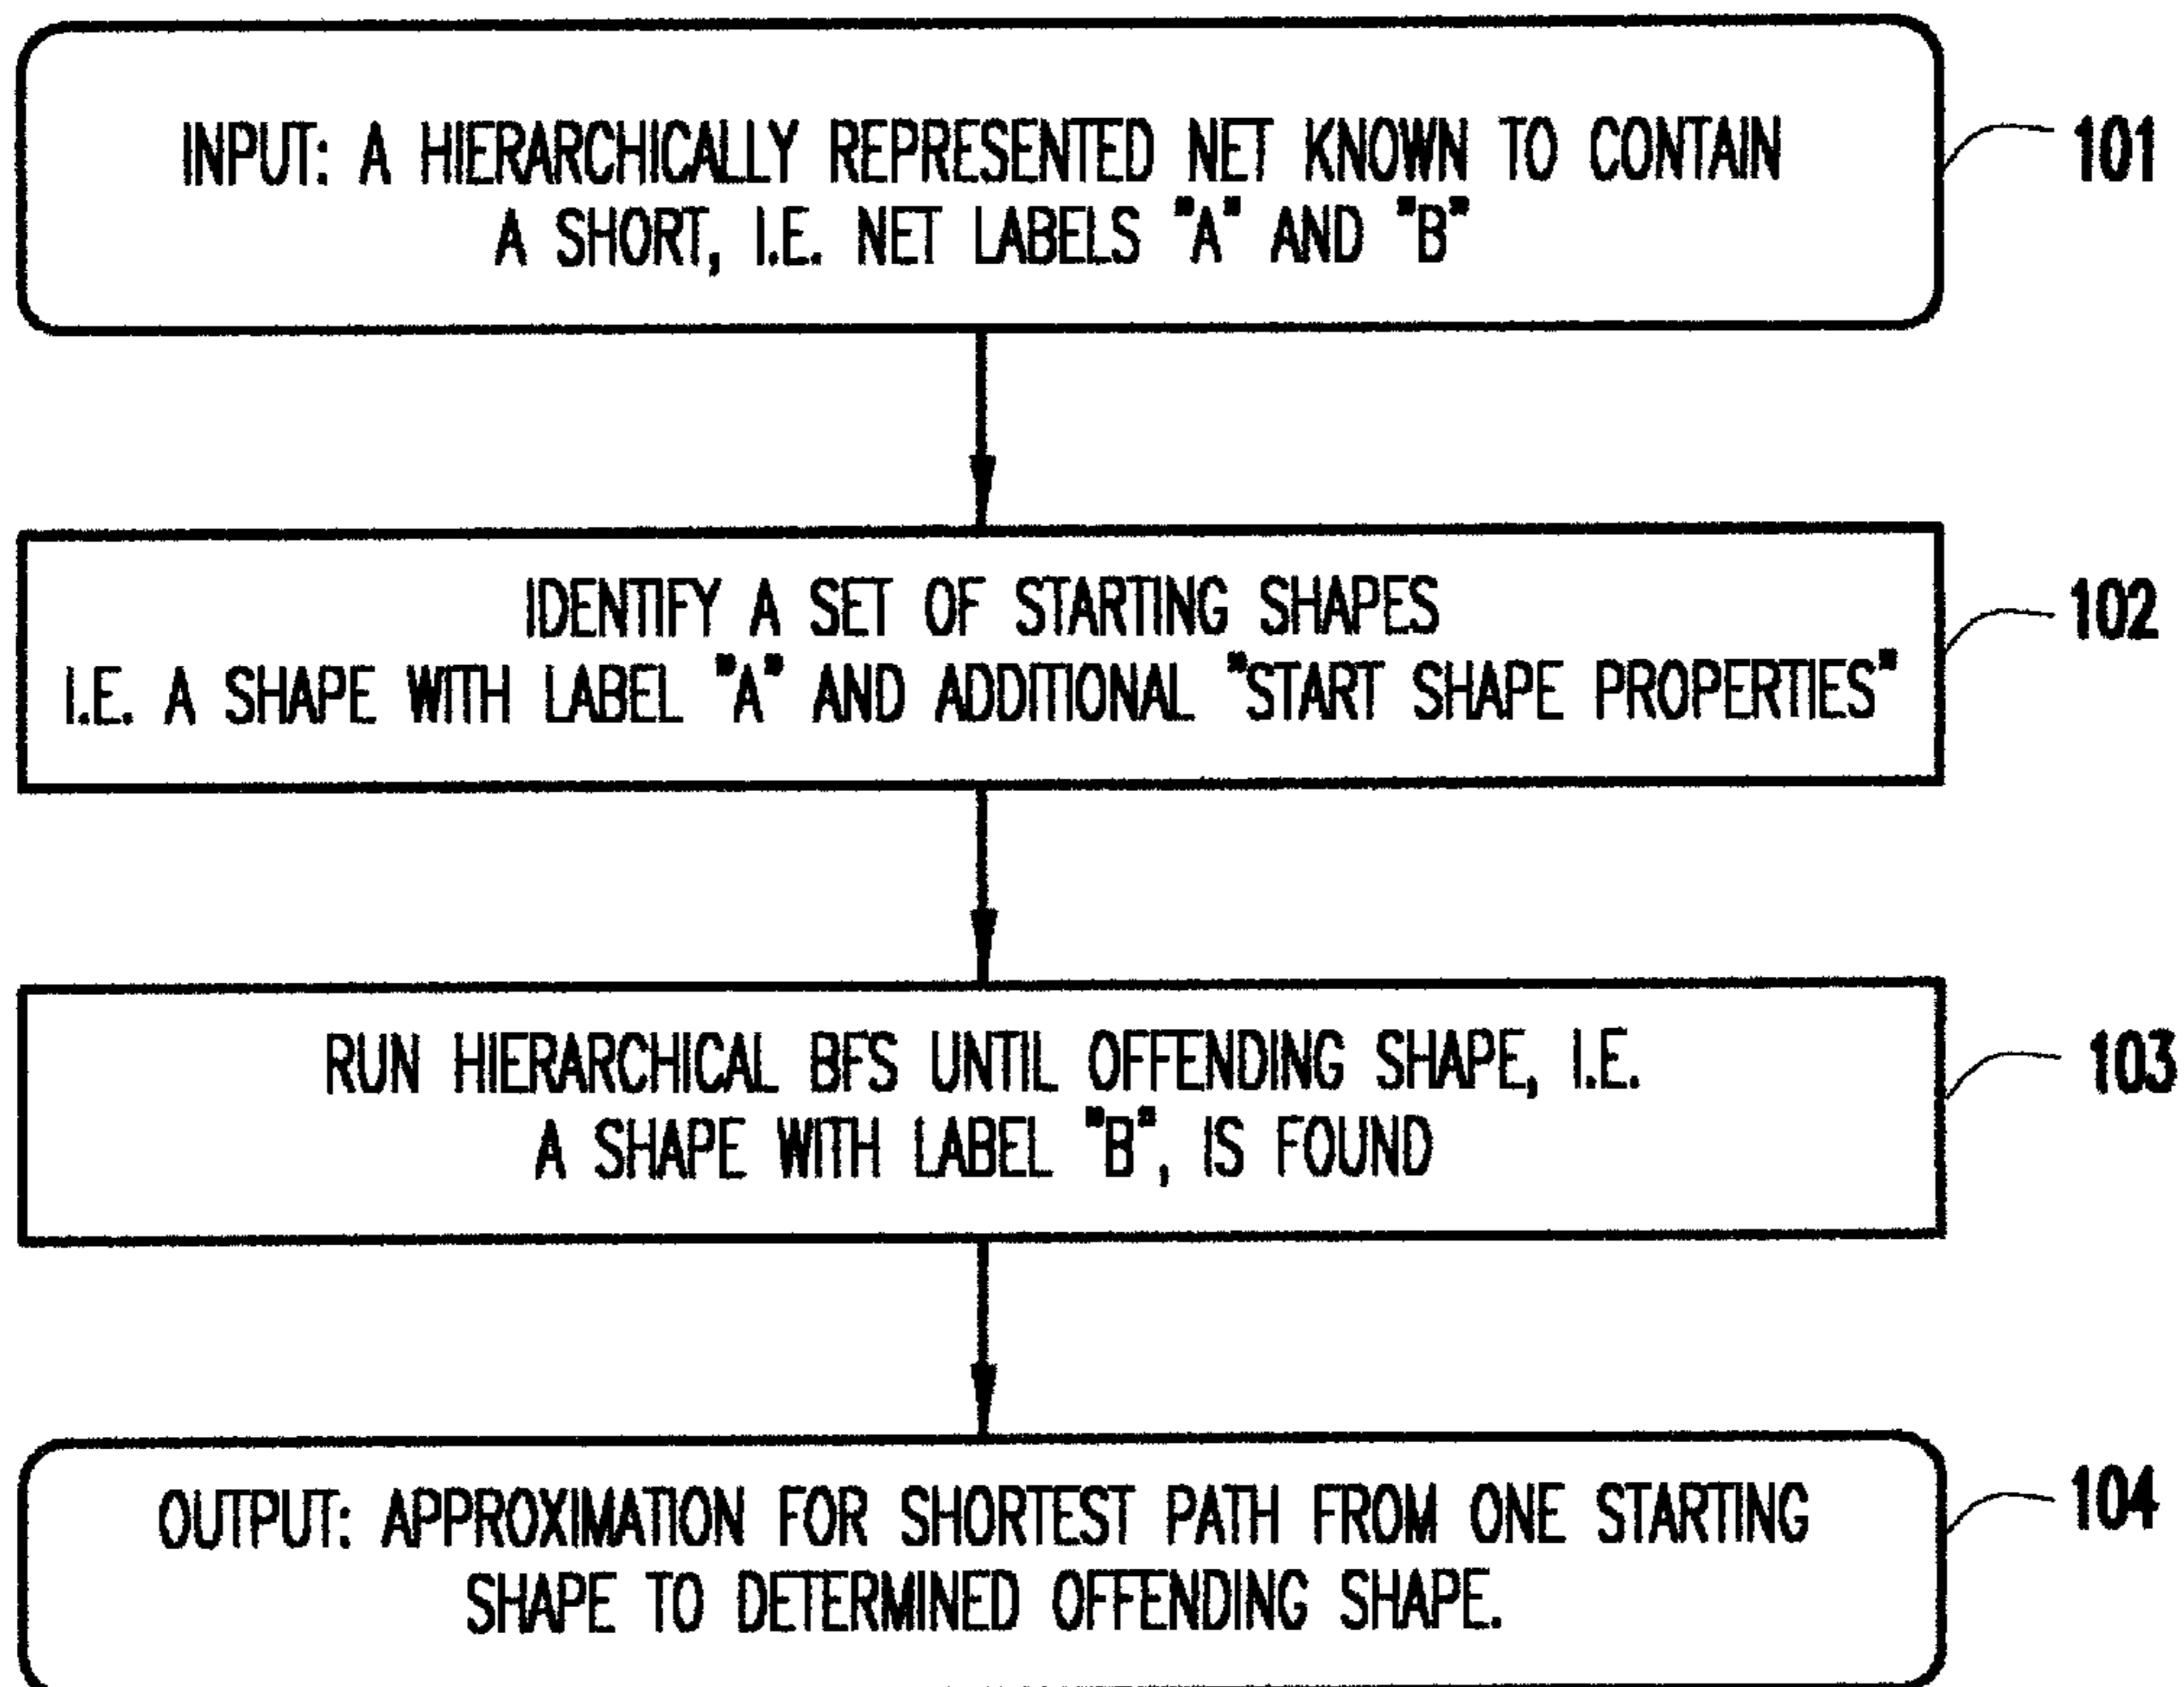 INPUT: A HIERARCHICALLY REPRESENTED NET KNOWN TO CONTAIN
A SHORT, I.E. NET LABELS "A" AND "B"
101
IDENTIFY A SET OF STARTING SHAPES
I.E. A SHAPE WITH LABEL "A" AND ADDITIONAL "START SHAPE PROPERTIES"
102
RUN HIERARCHICAL BFS UNTIL OFFENDING SHAPE, I.E.
A SHAPE WITH LABEL "B", IS FOUND
103
OUTPUT: APPROXIMATION FOR SHORTEST PATH FROM ONE STARTING
SHAPE TO DETERMINED OFFENDING SHAPE.
104